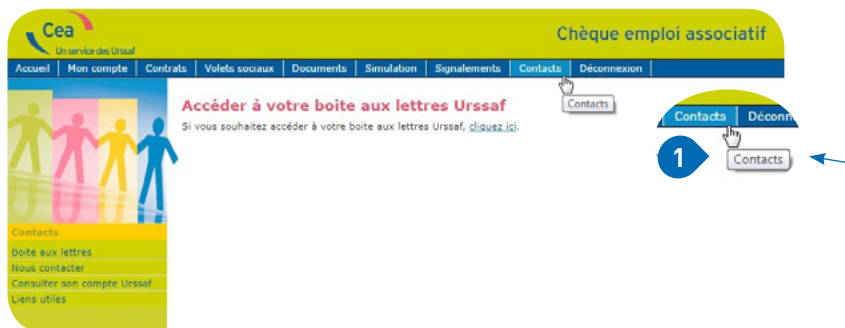 Cea
Un service des Urssaf
Chèque emploi associatif
Accueil Mon compte Contrats Volets sociaux Documents Simulation Signalements Contacts Déconnexion
Contacts
Accéder à votre boite aux lettres Urssaf
Si vous souhaitez accéder à votre boite aux lettres Urssaf, cliquez ici.
Contacts Déconn
1
Contacts
Contacts
Boite aux lettres
Nous contacter
Consulter son compte Urssaf
Liens utiles